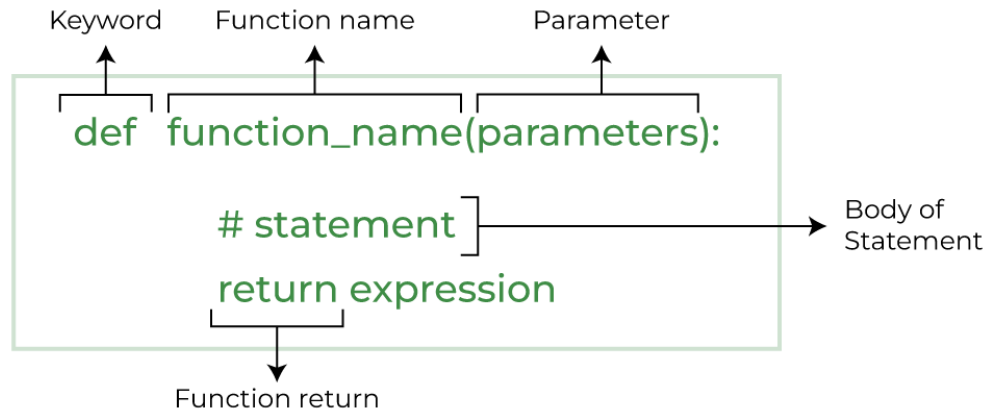 Keyword
Function name
Parameter
def function_name(parameters):
# statement
Body of
Statement
return expression
Function return